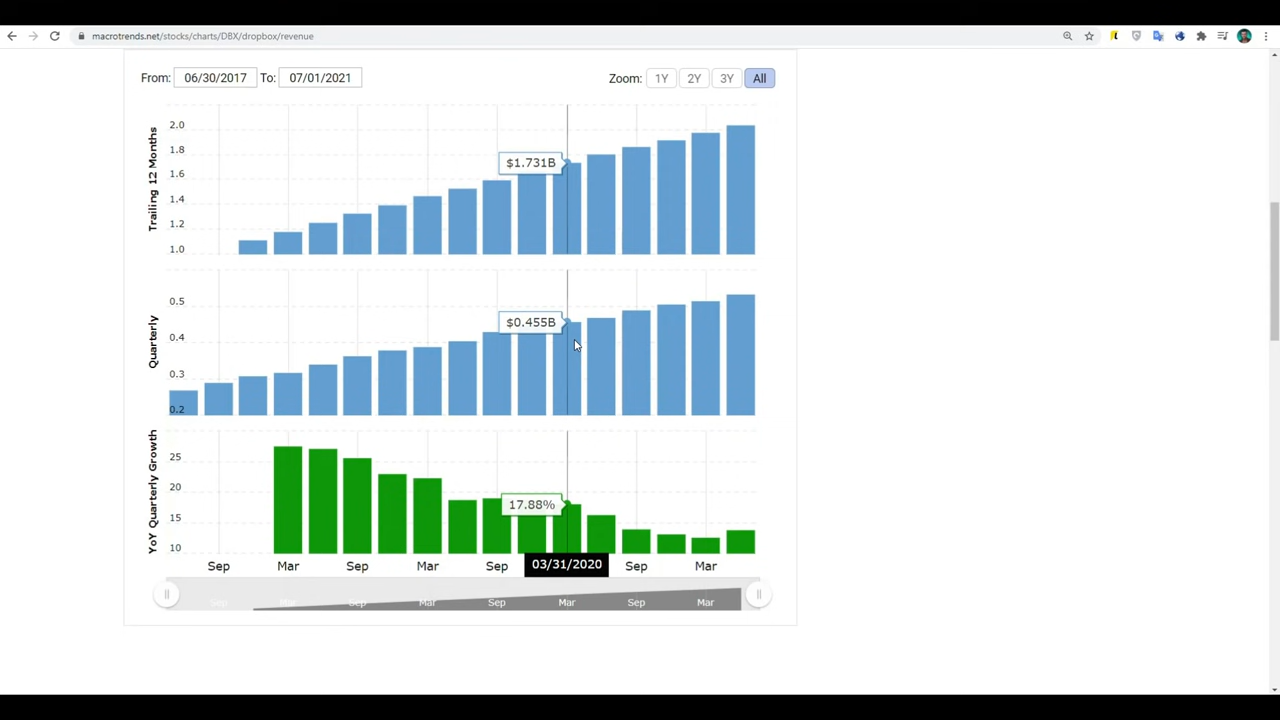 macrotrends.net/stocks/charts/DBX/dropbox/revenue
From: 06/30/2017 To: 07/01/2021 Zoom: 1Y 2Y 3Y All
Trailing 12 Months
2.0
1.8
1.6
1.4
1.2
1.0
$1.731B
Quarterly
0.5
0.4
0.3
0.2
$0.455B
YoY Quarterly Growth
25
20
15
10
17.88%
Sep Mar Sep Mar Sep 03/31/2020 Sep Mar
Sep Mar Sep Mar Sep Mar Sep Mar